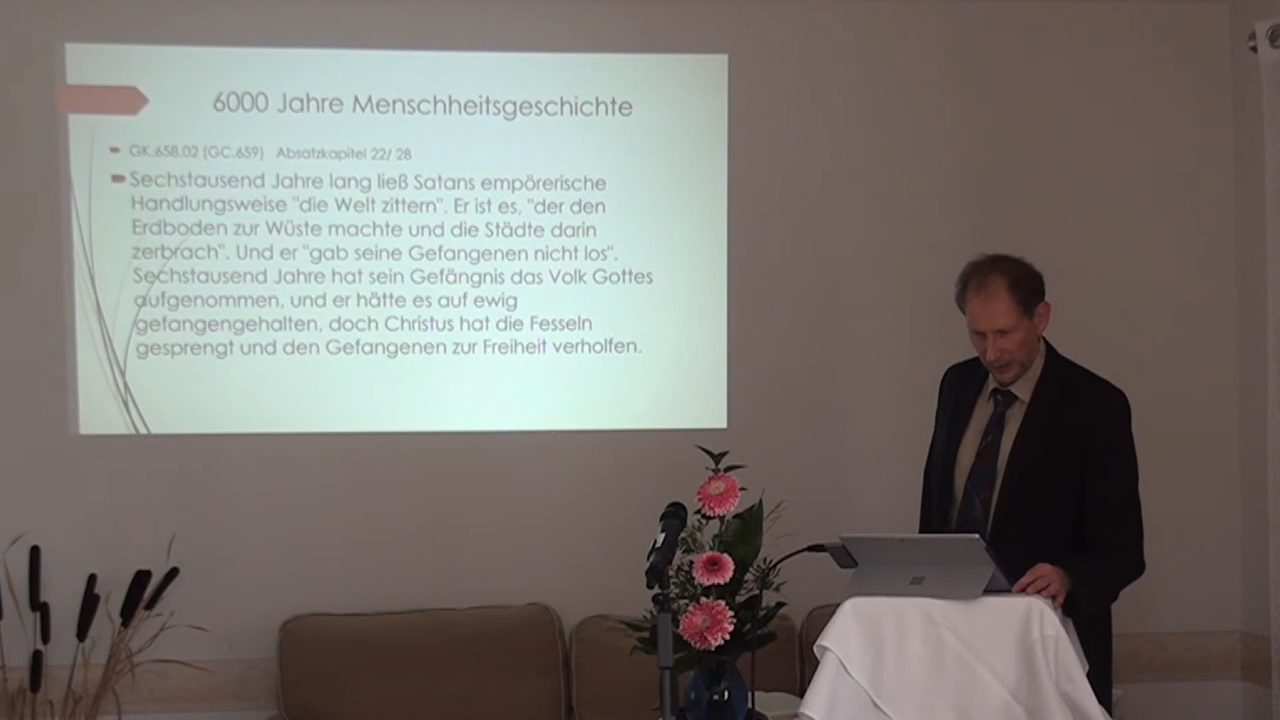 6000 Jahre Menschheitsgeschichte
GK.658.02 (GC.659) Absatzkapitel 22/ 28
Sechstausend Jahre lang ließ Satans empörerische
Handlungsweise "die Welt zittern". Er ist es, "der den
Erdboden zur Wüste machte und die Städte darin
zerbrach". Und er "gab seine Gefangenen nicht los".
Sechstausend Jahre hat sein Gefängnis das Volk Gottes
aufgenommen, und er hätte es auf ewig
gefangengehalten, doch Christus hat die Fesseln
gesprengt und den Gefangenen zur Freiheit verholfen.